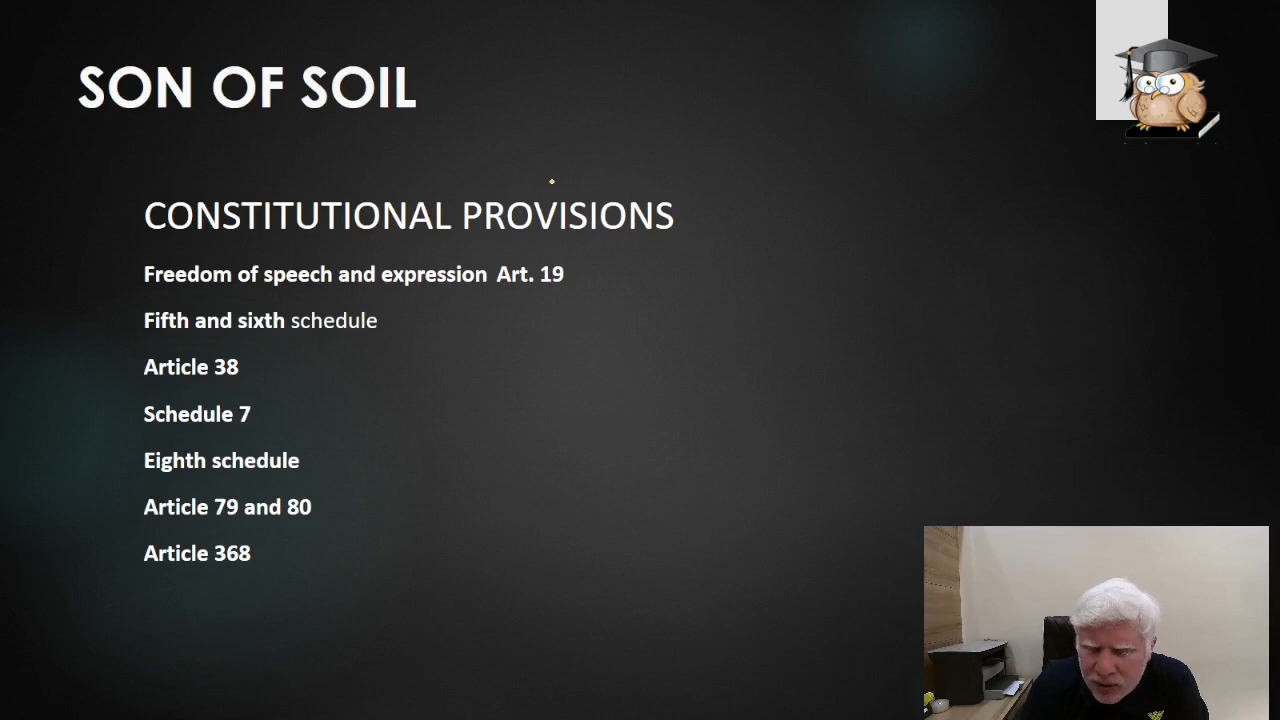 SON OF SOIL
CONSTITUTIONAL PROVISIONS
Freedom of speech and expression Art. 19
Fifth and sixth schedule
Article 38
Schedule 7
Eighth schedule
Article 79 and 80
Article 368